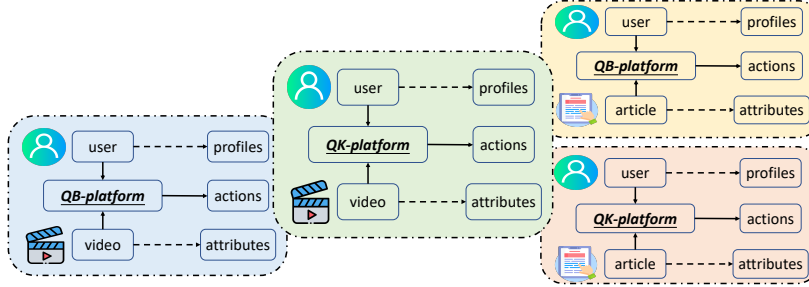 user profiles
QB-platform actions
video attributes
user profiles
QK-platform actions
video attributes
user profiles
QB-platform actions
article attributes
user profiles
QK-platform actions
article attributes